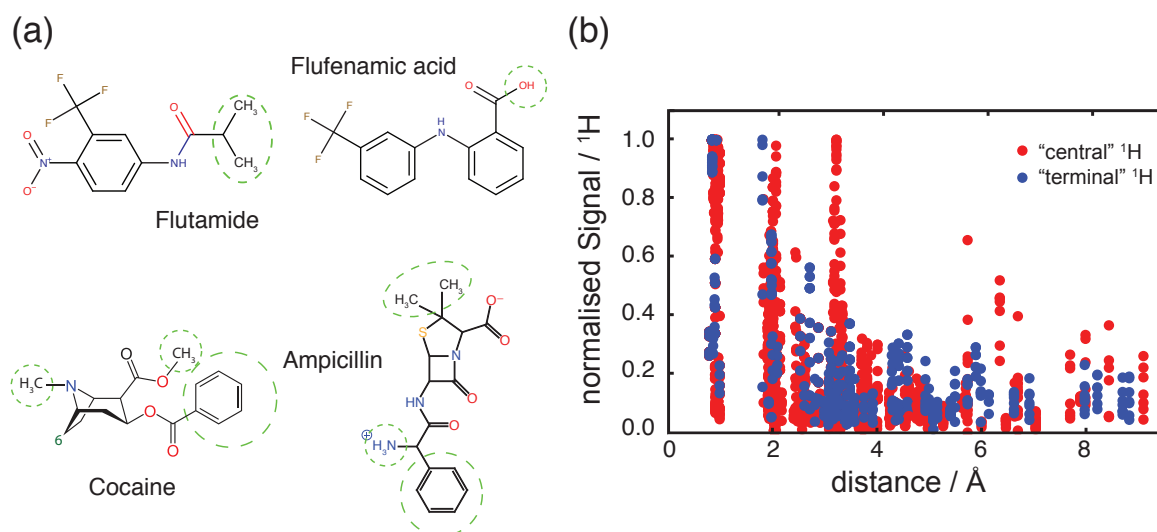 (a)
Flutamide
F
F
F
N⁺
O
O⁻
NH
O
CH₃
CH₃
Flufenamic acid
F
F
F
H
N
O
OH
Cocaine
H₃C
N
O
O
CH₃
O
O
6
Ampicillin
H₃C
CH₃
S
N
O⁻
O
O
HN
O
⊕
H₃N
(b)
normalised Signal / ¹H
1.0
0.8
0.6
0.4
0.2
0.0
0
2
4
6
8
distance / Å
"central" ¹H
"terminal" ¹H